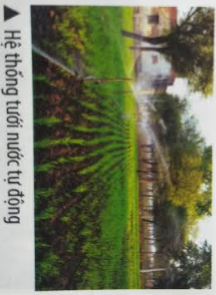 ▲ Hệ thống tưới nước tự động